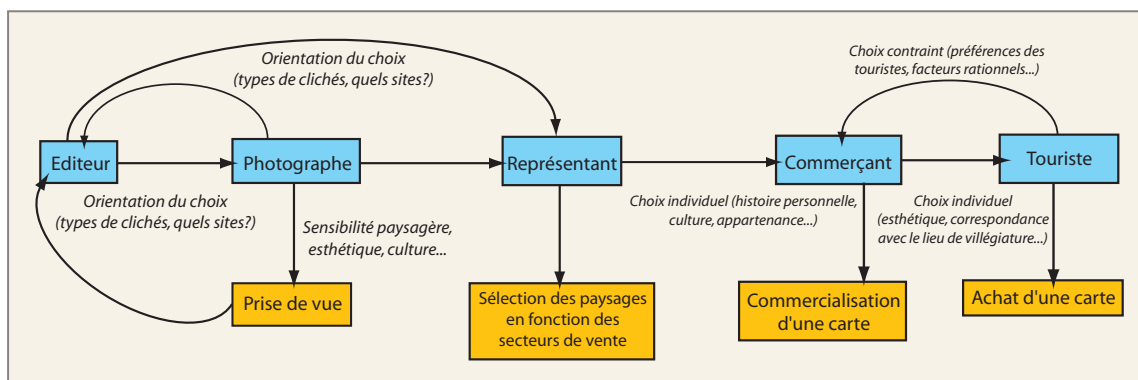 Orientation du choix
(types de clichés, quels sites?)
Choix contraint (préférences des
touristes, facteurs rationnels...)
Editeur
Photographe
Représentant
Commerçant
Touriste
Orientation du choix
(types de clichés, quels sites?)
Sensibilité paysagère,
esthétique, culture...
Choix individuel (histoire personnelle,
culture, appartenance...)
Choix individuel
(esthétique, correspondance
avec le lieu de villégiature...)
Prise de vue
Sélection des paysages
en fonction des
secteurs de vente
Commercialisation
d'une carte
Achat d'une carte